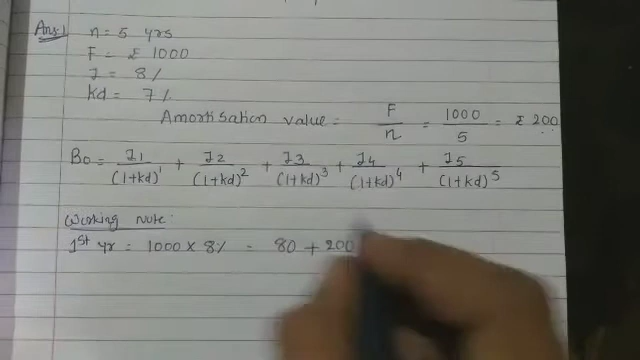 Ans:1 n = 5 yrs
F = ₹ 1000
I = 8%
kd = 7%
Amortisation value = F/n = 1000/5 = ₹ 200
B0 = I1/(1+kd)^1 + I2/(1+kd)^2 + I3/(1+kd)^3 + I4/(1+kd)^4 + I5/(1+kd)^5
Working note:
1st yr = 1000 × 8% = 80 + 200